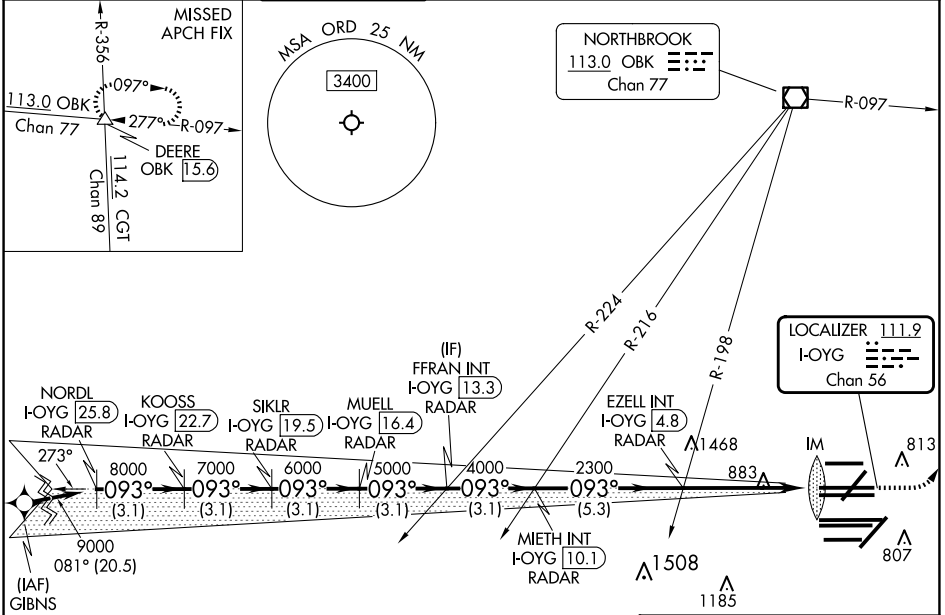 MISSED
APCH FIX
R-356
097°
113.0 OBK
Chan 77
277°
R-097
DEERE
OBK 15.6
114.2 CGT
Chan 89
MSA ORD 25 NM
3400
NORTHBROOK
113.0 OBK
Chan 77
R-097
R-224
R-216
R-198
LOCALIZER 111.9
I-OYG
Chan 56
(IF)
FFRAN INT
I-OYG 13.3
RADAR
NORDL
I-OYG 25.8
RADAR
KOOSS
I-OYG 22.7
RADAR
SIKLR
I-OYG 19.5
RADAR
MUELL
I-OYG 16.4
RADAR
EZELL INT
I-OYG 4.8
RADAR
1468
IM
813
273°
8000
7000
6000
5000
4000
2300
883
093°
093°
093°
093°
093°
093°
(3.1)
(3.1)
(3.1)
(3.1)
(3.1)
(5.3)
9000
081° (20.5)
(IAF)
GIBNS
MIETH INT
I-OYG 10.1
RADAR
1508
1185
807